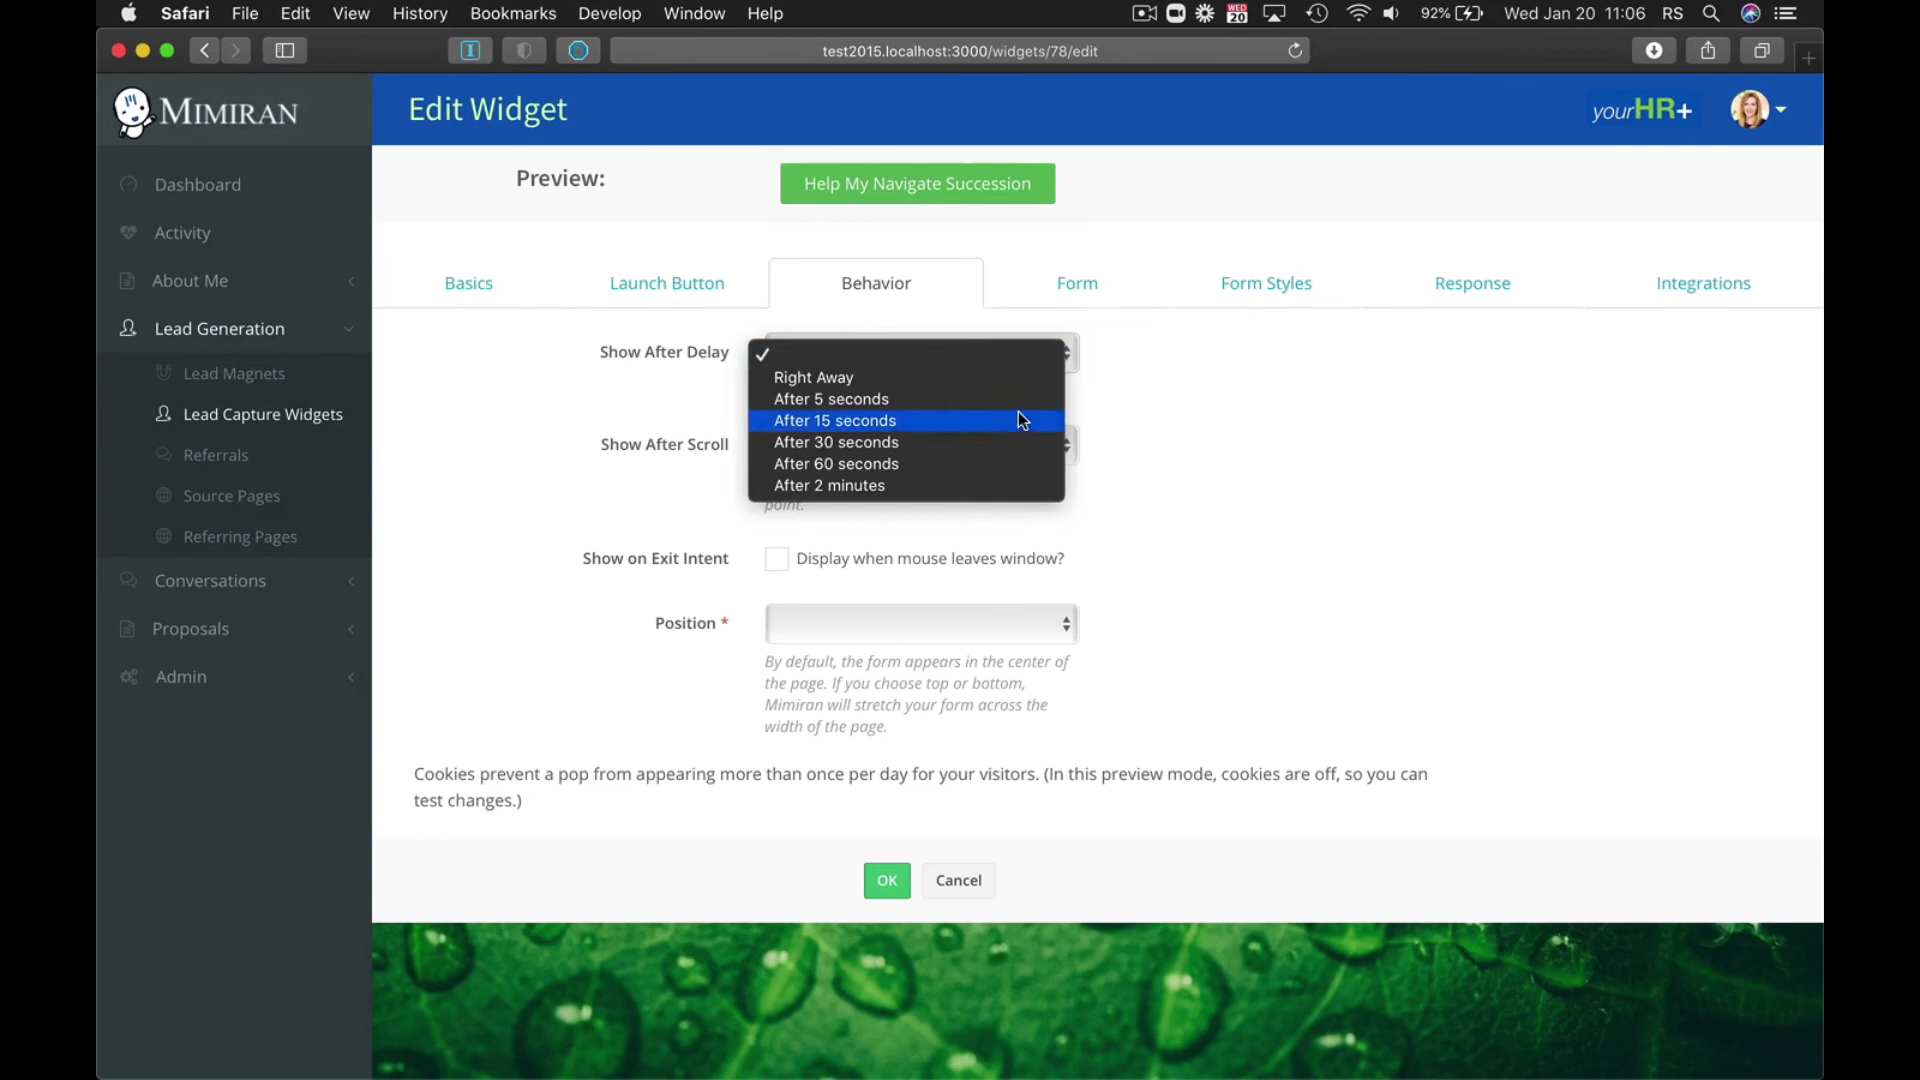 Safari File Edit View History Bookmarks Develop Window Help
WED 20
92%
Wed Jan 20 11:06 RS
test2015.localhost:3000/widgets/78/edit
MIMIRAN
Edit Widget
yourHR+
Dashboard
Activity
About Me
Lead Generation
Lead Magnets
Lead Capture Widgets
Referrals
Source Pages
Referring Pages
Conversations
Proposals
Admin
Preview:
Help My Navigate Succession
Basics
Launch Button
Behavior
Form
Form Styles
Response
Integrations
Show After Delay
Right Away
After 5 seconds
After 15 seconds
After 30 seconds
After 60 seconds
After 2 minutes
Show After Scroll
point.
Show on Exit Intent
Display when mouse leaves window?
Position *
By default, the form appears in the center of
the page. If you choose top or bottom,
Mimiran will stretch your form across the
width of the page.
Cookies prevent a pop from appearing more than once per day for your visitors. (In this preview mode, cookies are off, so you can
test changes.)
OK
Cancel